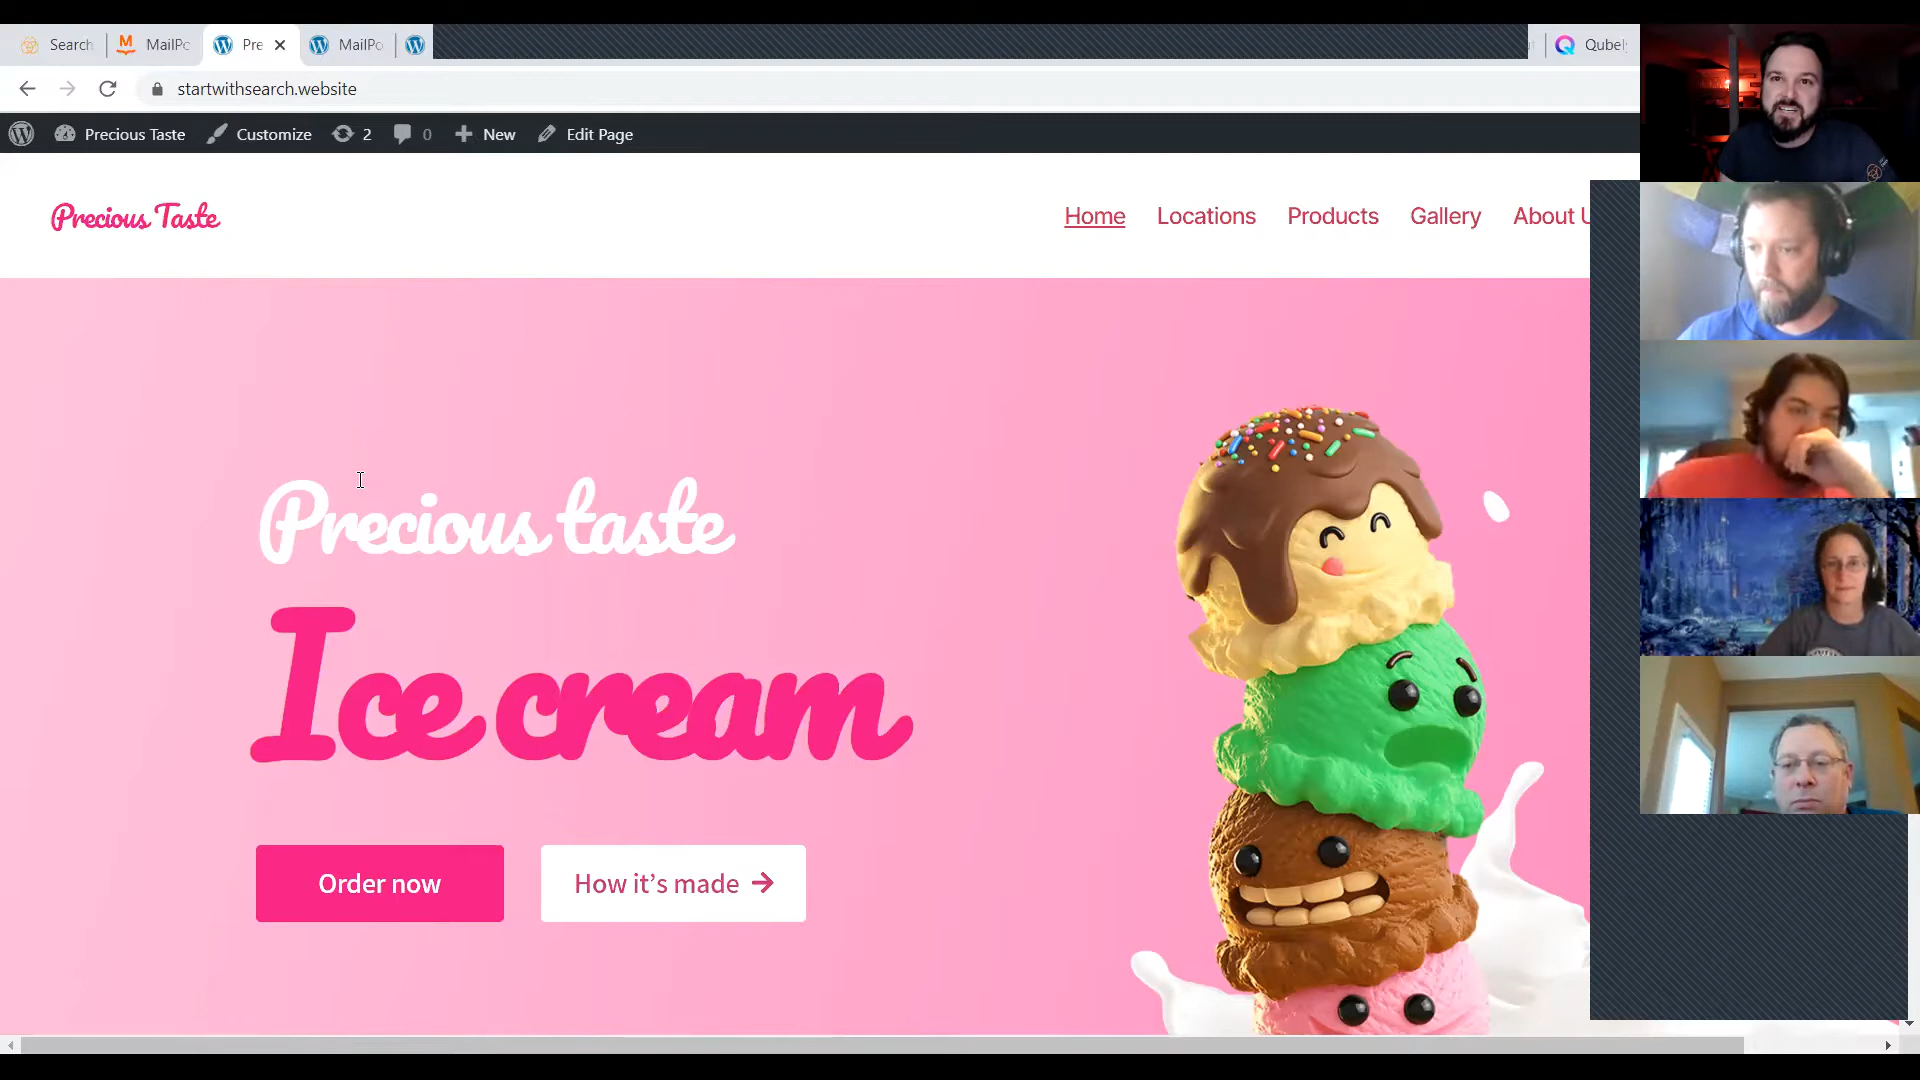 Search
MailPo
Pre
MailPo
Qubel
startwithsearch.website
Precious Taste
Customize
2
0
New
Edit Page
Precious Taste
Home
Locations
Products
Gallery
About U
Precious taste
Ice cream
Order now
How it's made